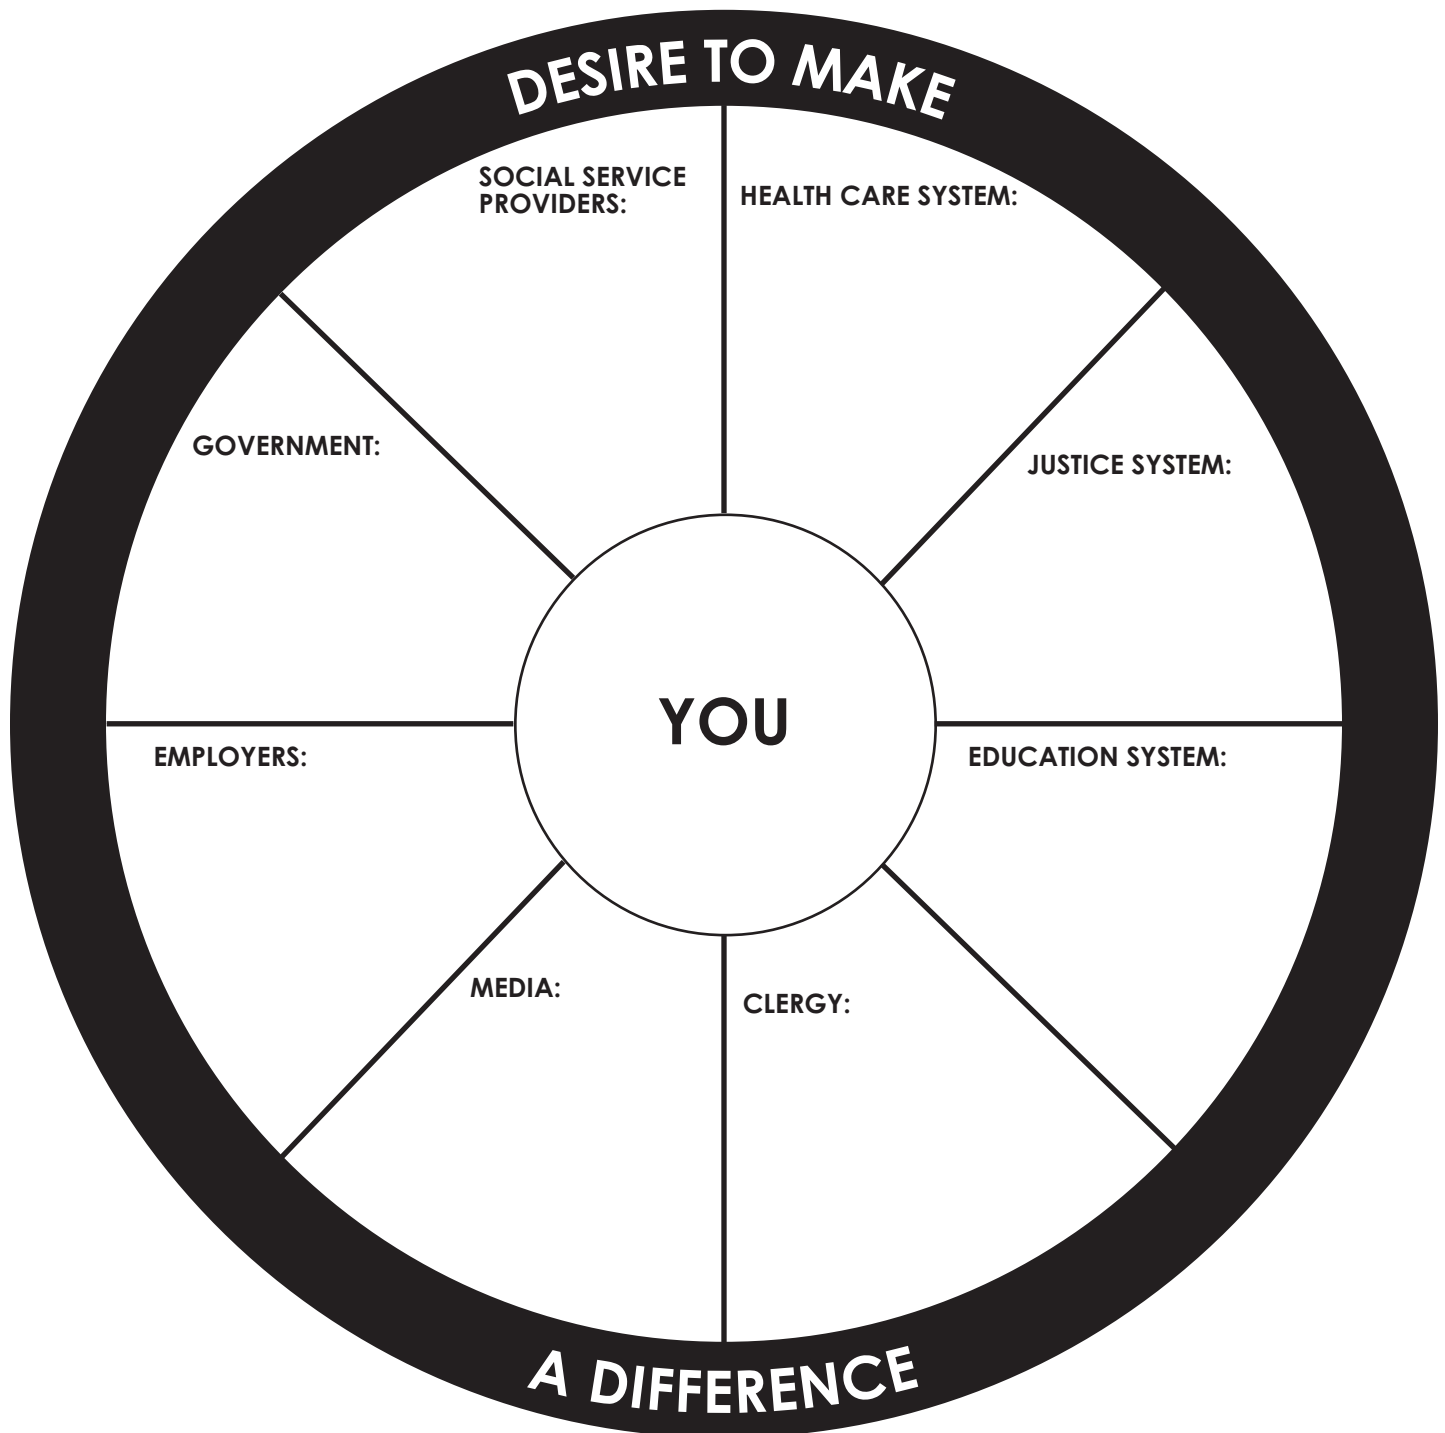 DESIRE TO MAKE
SOCIAL SERVICE
PROVIDERS:
HEALTH CARE SYSTEM:
GOVERNMENT:
JUSTICE SYSTEM:
YOU
EMPLOYERS:
EDUCATION SYSTEM:
MEDIA:
CLERGY:
A DIFFERENCE